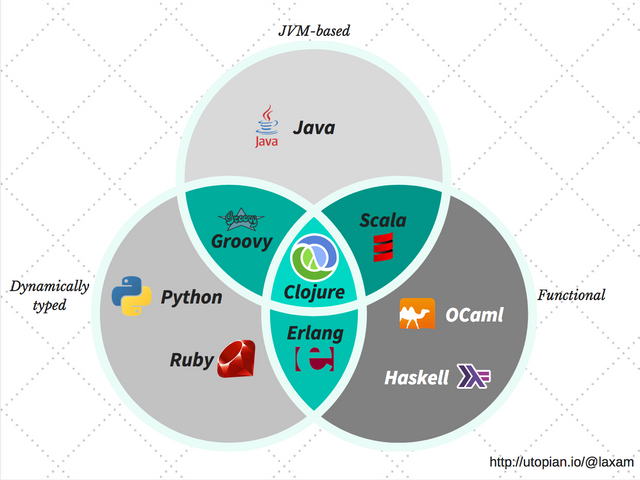 JVM-based
Java
Java
Groovy
Groovy
Scala
Clojure
Dynamically
typed
Python
Ruby
Erlang
e
Functional
OCaml
Haskell
http://utopian.io/@laxam